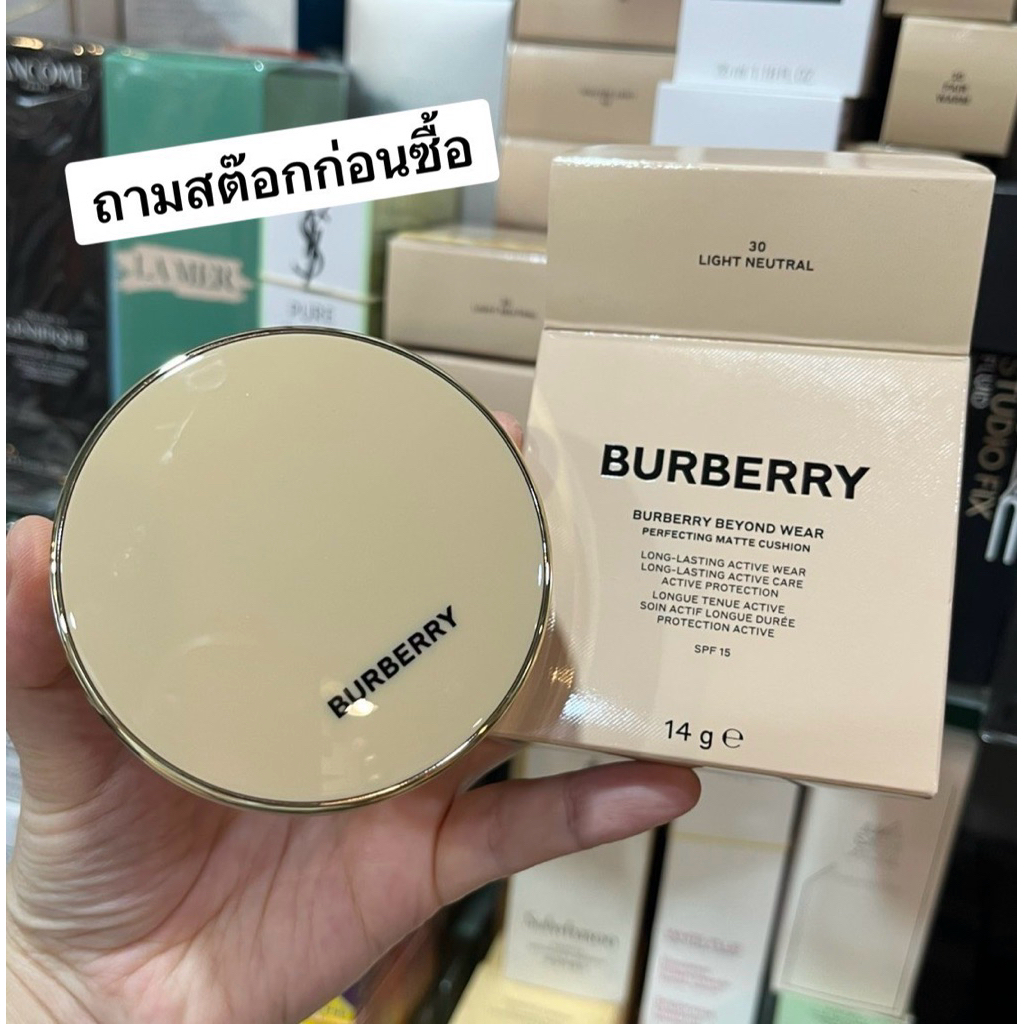 ถามสต๊อกก่อนซื้อ
LANCÔME
LA MER
YSL
PURE
30
LIGHT NEUTRAL
BURBERRY
BURBERRY BEYOND WEAR
PERFECTING MATTE CUSHION
LONG-LASTING ACTIVE WEAR
LONG-LASTING ACTIVE CARE
ACTIVE PROTECTION
LONGUE TENUE ACTIVE
SOIN ACTIF LONGUE DURÉE
PROTECTION ACTIVE
SPF 15
14 g ℮
BURBERRY
STUDIO FIX
FLUID